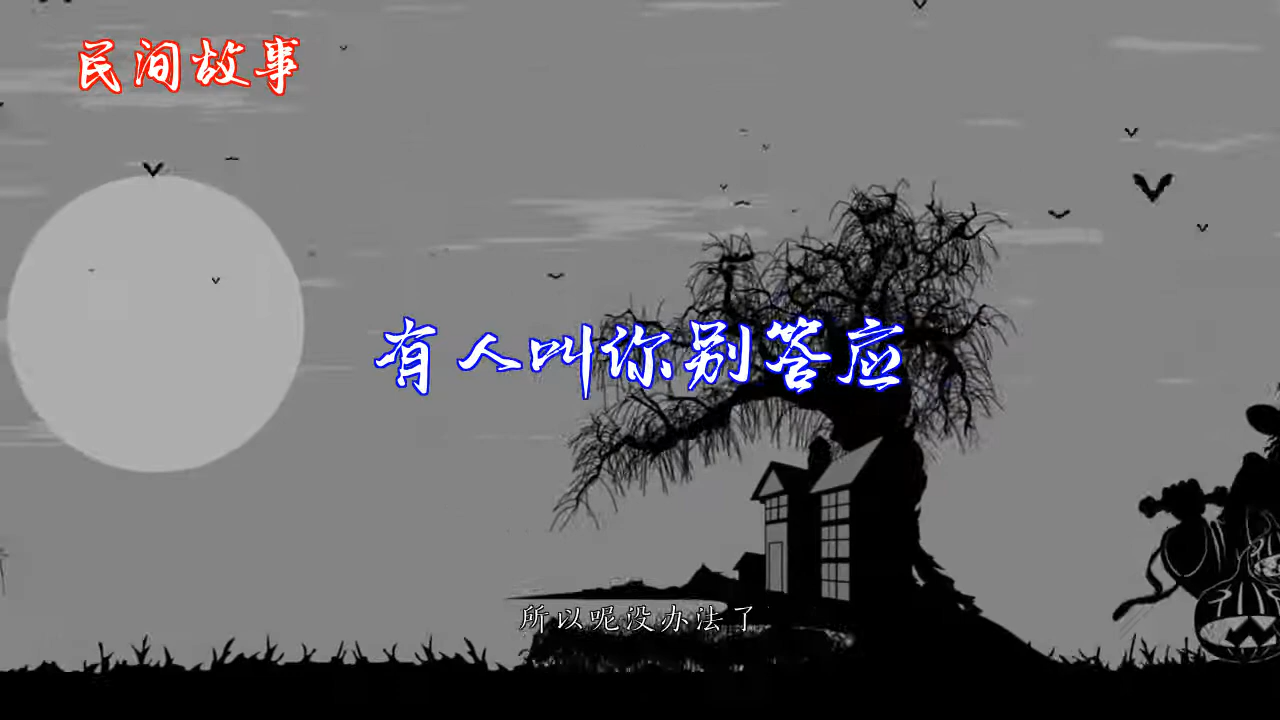 民间故事
有人叫你别答应
所以呢没办法了